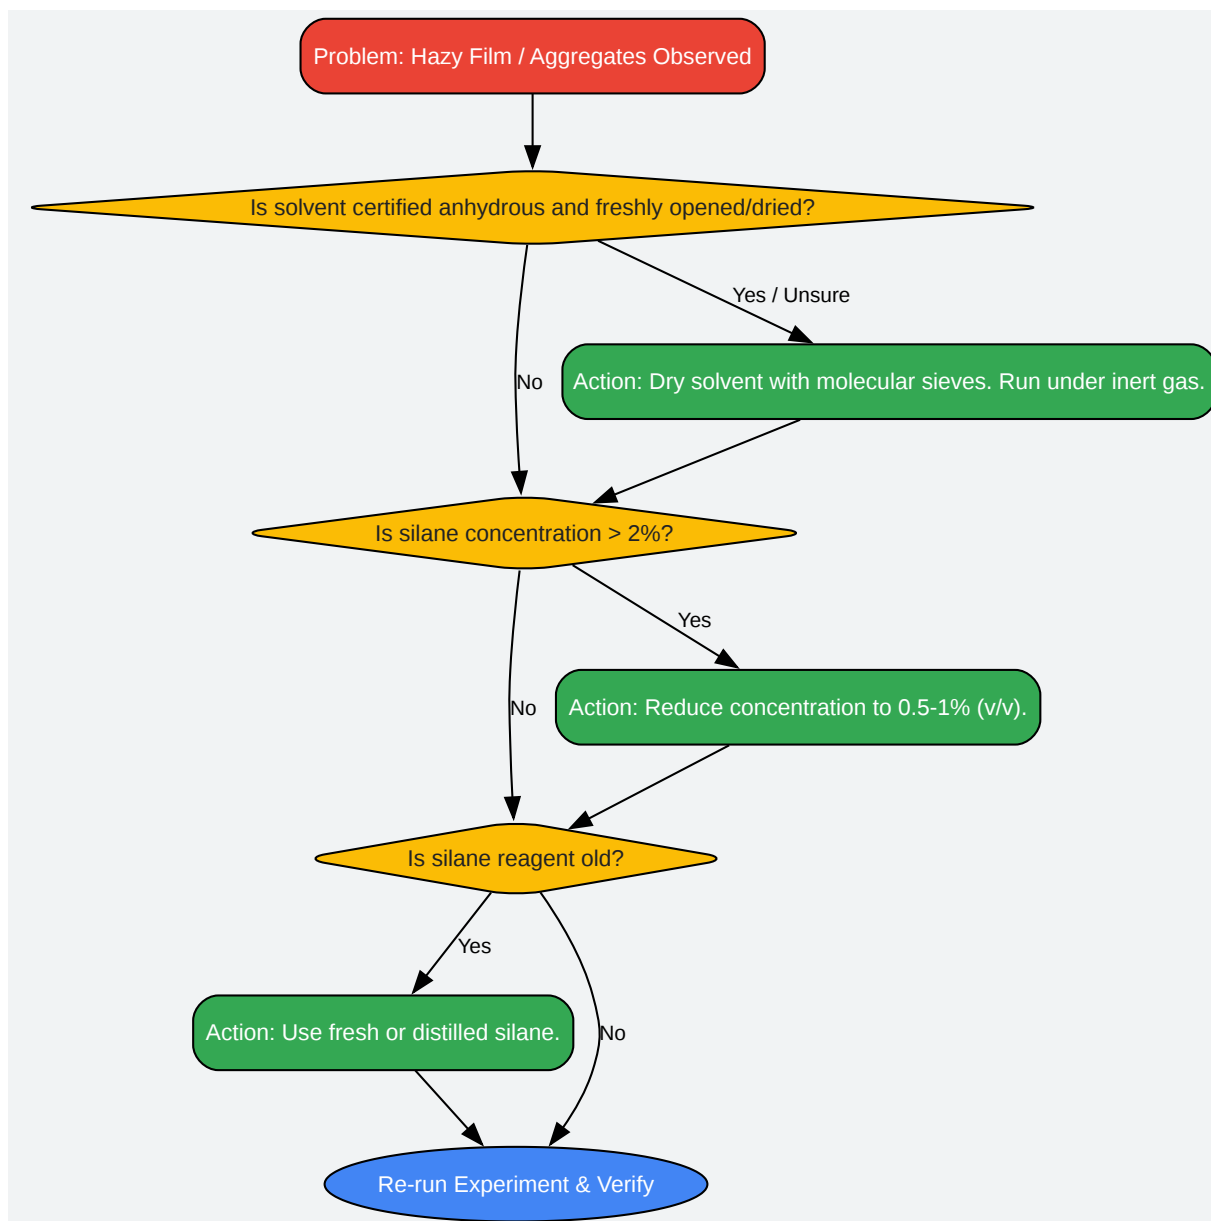 Problem: Hazy Film / Aggregates Observed
Is solvent certified anhydrous and freshly opened/dried?
Yes / Unsure
No
Action: Dry solvent with molecular sieves. Run under inert gas.
Is silane concentration > 2%?
Yes
No
Action: Reduce concentration to 0.5-1% (v/v).
Is silane reagent old?
Yes
Action: Use fresh or distilled silane.
No
Re-run Experiment & Verify